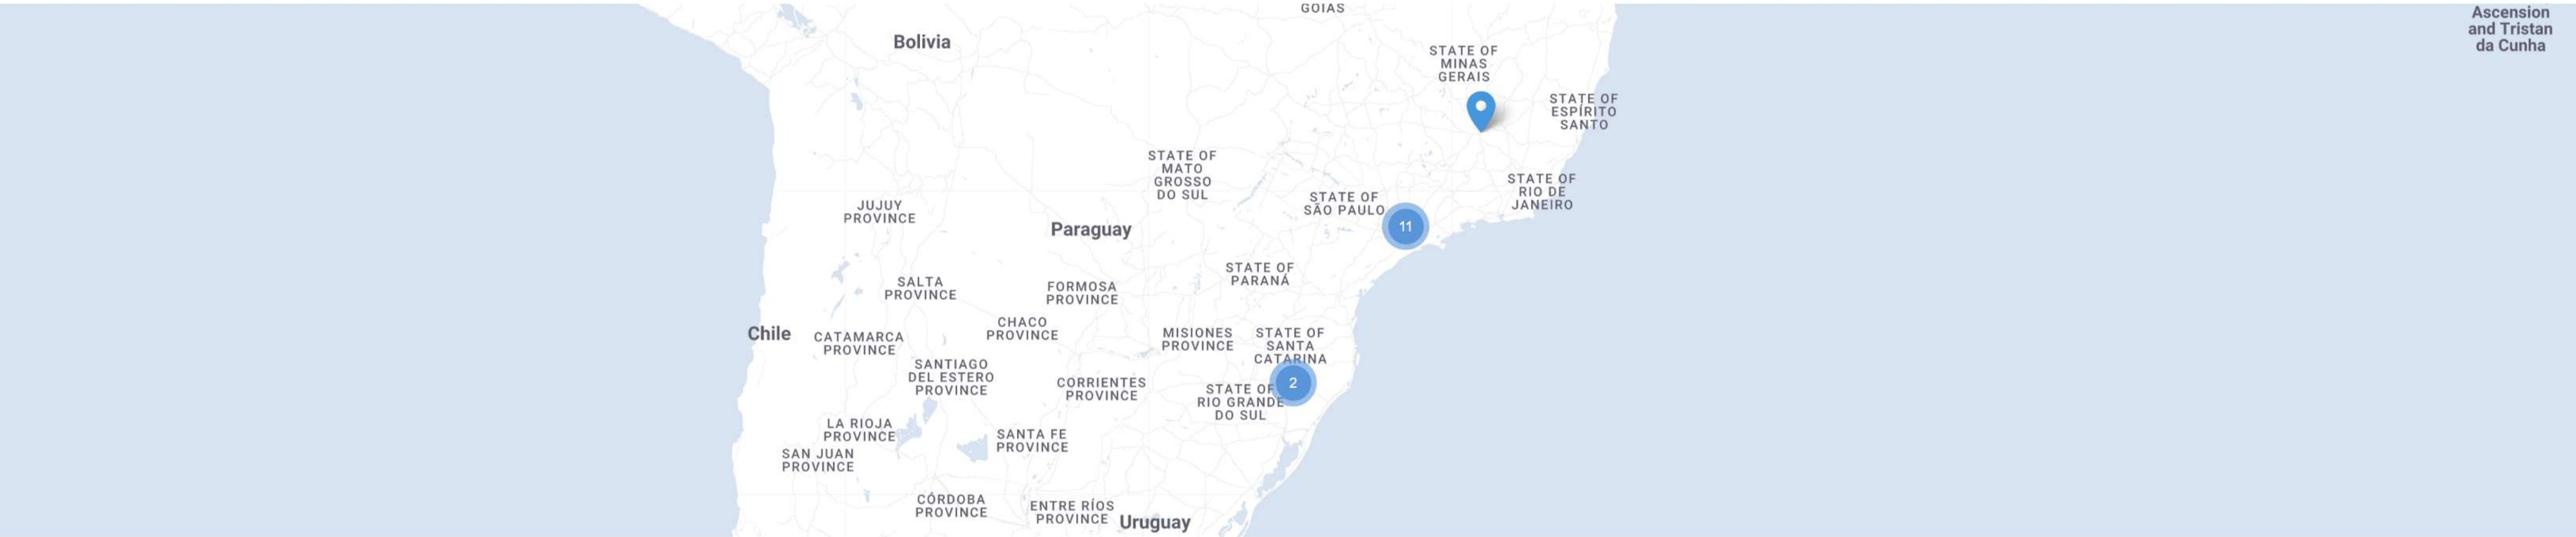 GOIÁS
Ascension
and Tristan
da Cunha
Bolivia
STATE OF
MINAS
GERAIS
STATE OF
ESPÍRITO
SANTO
STATE OF
MATO
GROSSO
DO SUL
STATE OF
RIO DE
JANEIRO
STATE OF
SÃO PAULO
11
JUJUY
PROVINCE
Paraguay
STATE OF
PARANÁ
SALTA
PROVINCE
FORMOSA
PROVINCE
CHACO
PROVINCE
Chile
CATAMARCA
PROVINCE
MISIONES
PROVINCE
STATE OF
SANTA
CATARINA
SANTIAGO
DEL ESTERO
PROVINCE
CORRIENTES
PROVINCE
2
STATE OF
RIO GRANDE
DO SUL
LA RIOJA
PROVINCE
SANTA FE
PROVINCE
SAN JUAN
PROVINCE
CÓRDOBA
PROVINCE
ENTRE RÍOS
PROVINCE
Uruguay